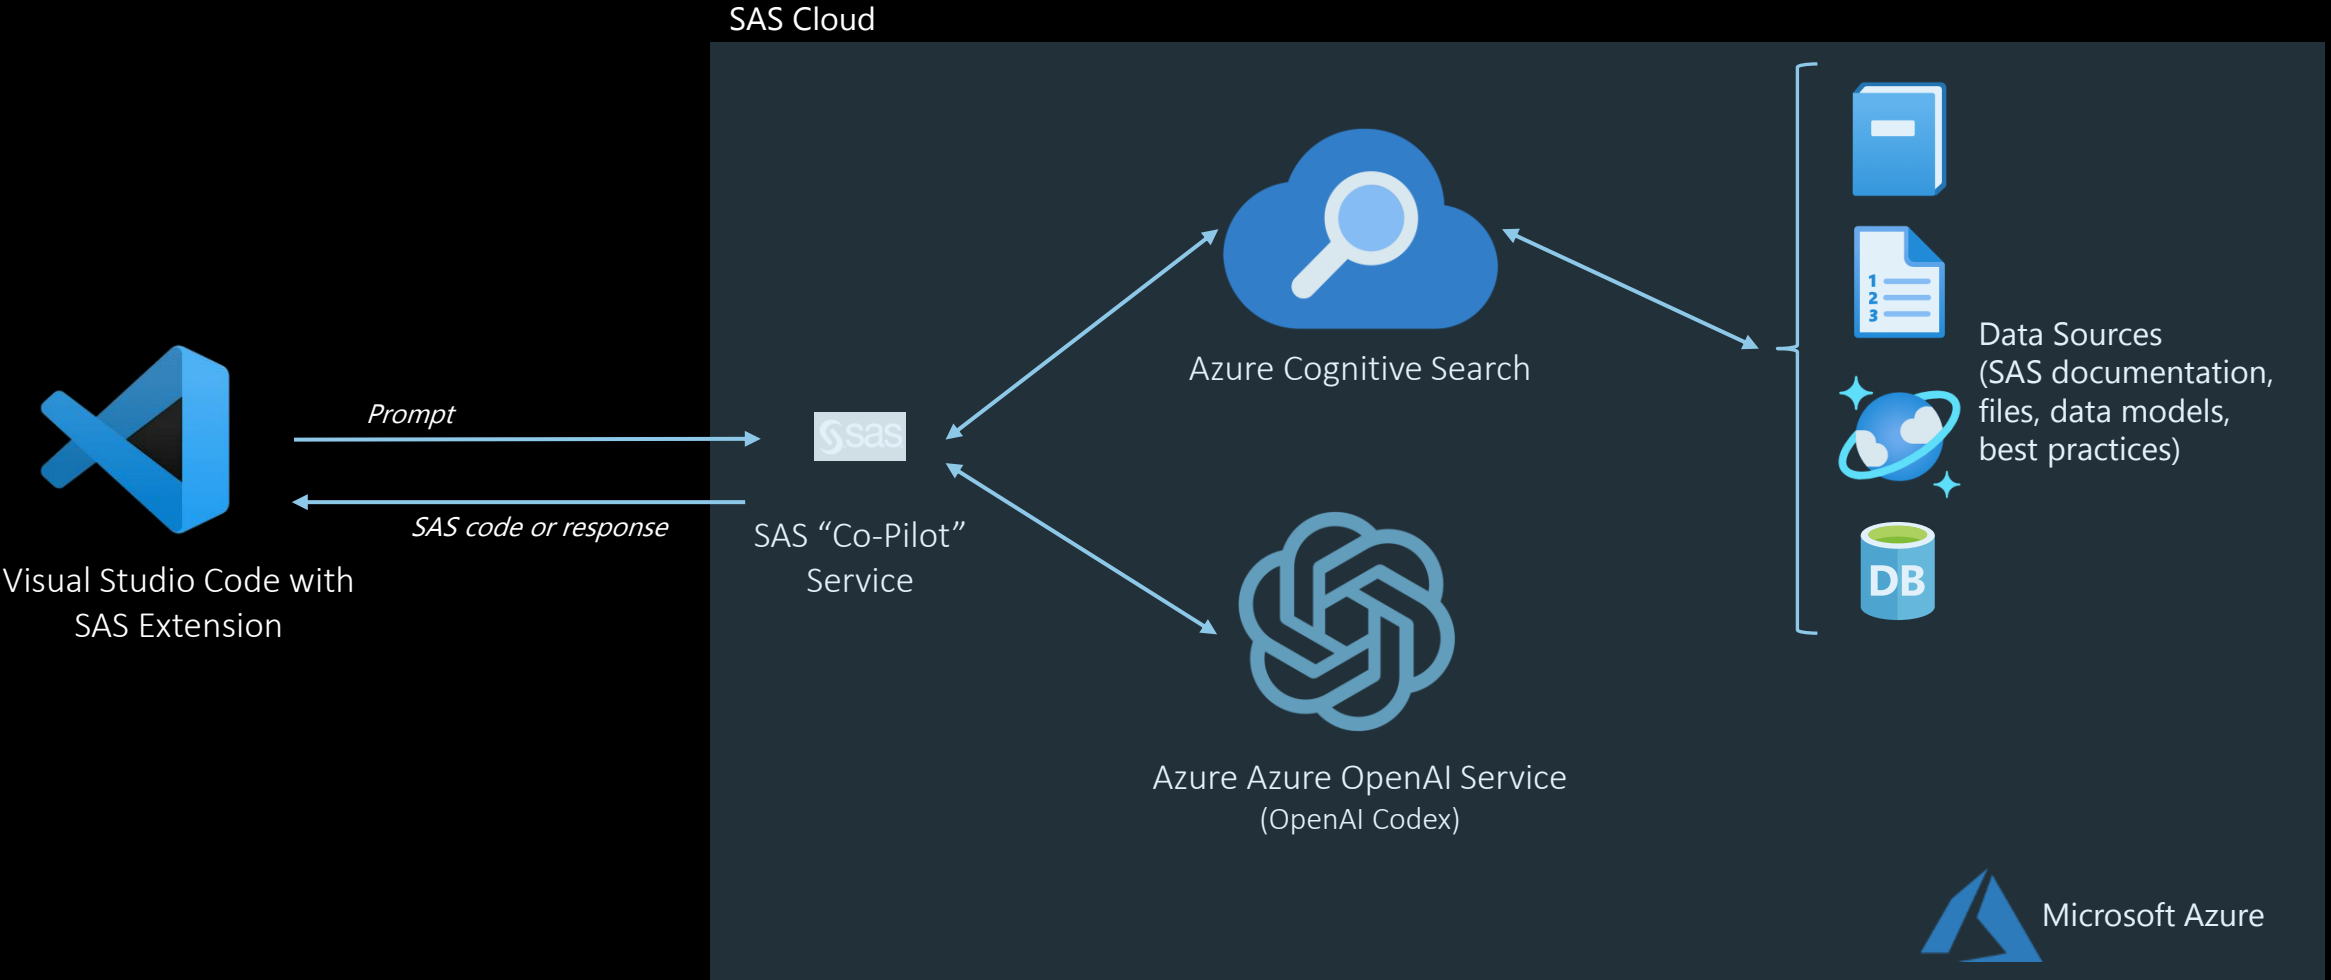 SAS Cloud
Prompt
SAS code or response
Visual Studio Code with
SAS Extension
sas
SAS “Co-Pilot”
Service
Azure Cognitive Search
Azure Azure OpenAI Service
(OpenAI Codex)
1
2
3
DB
Data Sources
(SAS documentation,
files, data models,
best practices)
Microsoft Azure